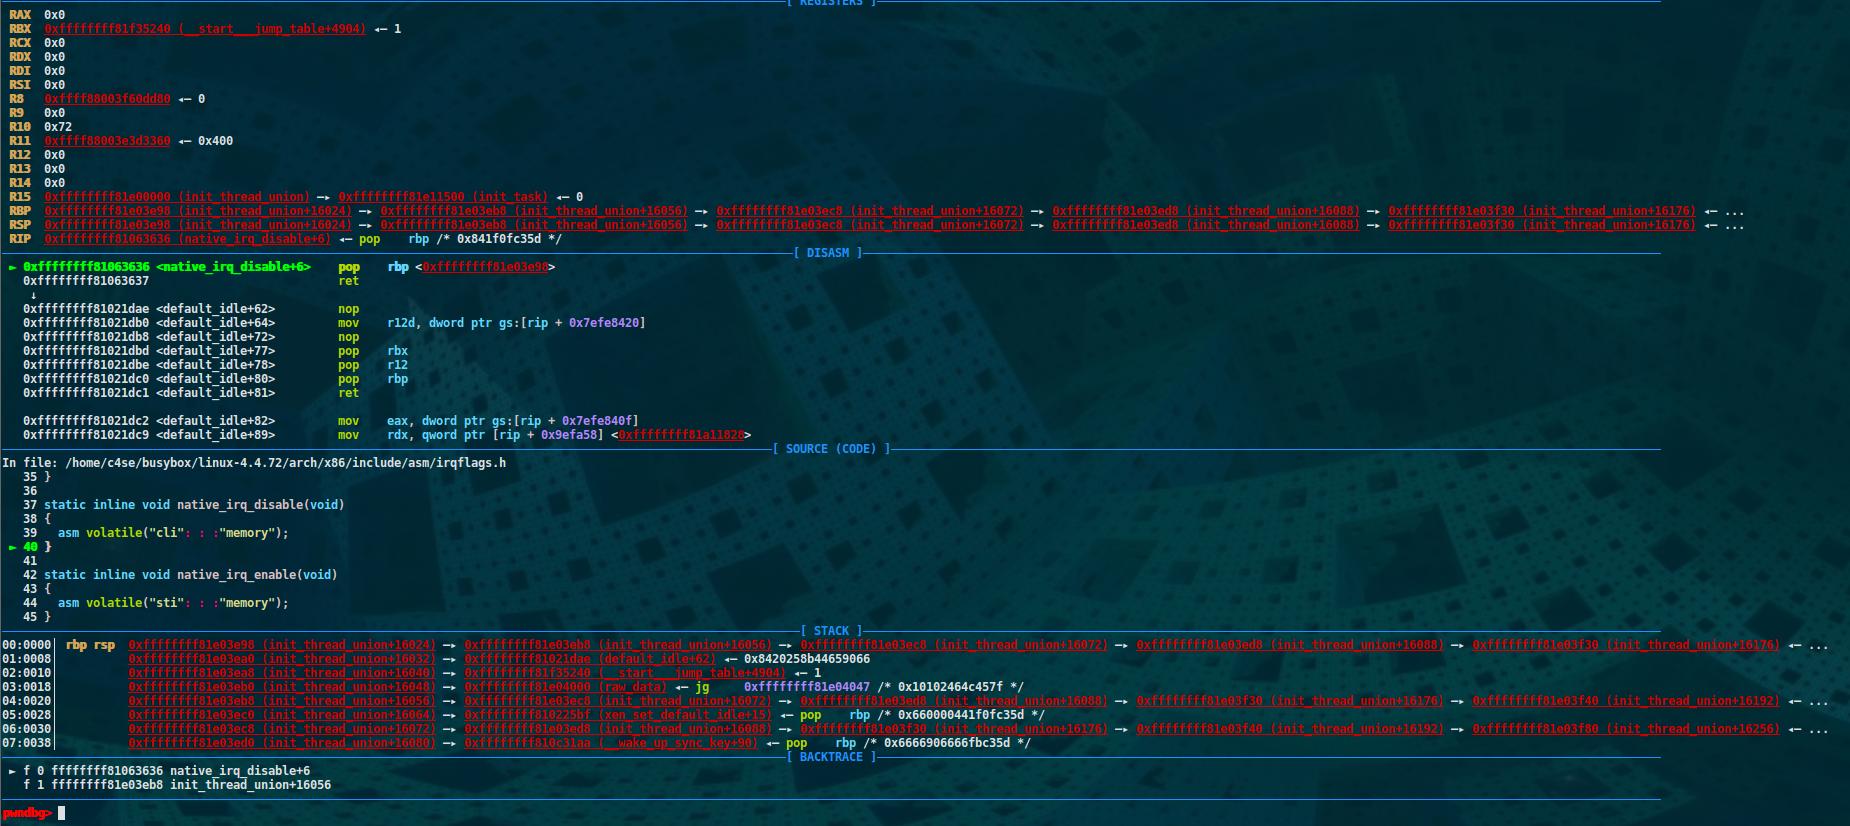 [ REGISTERS ]
RAX 0x0
RBX 0xffffffff81f35240 (__start___jump_table+4904) ◂— 1
RCX 0x0
RDX 0x0
RDI 0x0
RSI 0x0
R8 0xffff88003f60dd80 ◂— 0
R9 0x0
R10 0x72
R11 0xffff88003e3d3360 ◂— 0x400
R12 0x0
R13 0x0
R14 0x0
R15 0xffffffff81e00000 (init_thread_union) —▸ 0xffffffff81e11500 (init_task) ◂— 0
RBP 0xffffffff81e03e98 (init_thread_union+16024) —▸ 0xffffffff81e03eb8 (init_thread_union+16056) —▸ 0xffffffff81e03ec8 (init_thread_union+16072) —▸ 0xffffffff81e03ed8 (init_thread_union+16088) —▸ 0xffffffff81e03f30 (init_thread_union+16176) ◂— ...
RSP 0xffffffff81e03e98 (init_thread_union+16024) —▸ 0xffffffff81e03eb8 (init_thread_union+16056) —▸ 0xffffffff81e03ec8 (init_thread_union+16072) —▸ 0xffffffff81e03ed8 (init_thread_union+16088) —▸ 0xffffffff81e03f30 (init_thread_union+16176) ◂— ...
RIP 0xffffffff81063636 (native_irq_disable+6) ◂— pop rbp /* 0x841f0fc35d */
[ DISASM ]
► 0xffffffff81063636 <native_irq_disable+6> pop rbp <0xffffffff81e03e98>
0xffffffff81063637 ret
↓
0xffffffff81021dae <default_idle+62> nop
0xffffffff81021db0 <default_idle+64> mov r12d, dword ptr gs:[rip + 0x7efe8420]
0xffffffff81021db8 <default_idle+72> nop
0xffffffff81021dbd <default_idle+77> pop rbx
0xffffffff81021dbe <default_idle+78> pop r12
0xffffffff81021dc0 <default_idle+80> pop rbp
0xffffffff81021dc1 <default_idle+81> ret
0xffffffff81021dc2 <default_idle+82> mov eax, dword ptr gs:[rip + 0x7efe840f]
0xffffffff81021dc9 <default_idle+89> mov rdx, qword ptr [rip + 0x9efa58] <0xffffffff81a11828>
[ SOURCE (CODE) ]
In file: /home/c4se/busybox/linux-4.4.72/arch/x86/include/asm/irqflags.h
35 }
36
37 static inline void native_irq_disable(void)
38 {
39 asm volatile("cli": : :"memory");
► 40 }
41
42 static inline void native_irq_enable(void)
43 {
44 asm volatile("sti": : :"memory");
45 }
[ STACK ]
00:0000│ rbp rsp 0xffffffff81e03e98 (init_thread_union+16024) —▸ 0xffffffff81e03eb8 (init_thread_union+16056) —▸ 0xffffffff81e03ec8 (init_thread_union+16072) —▸ 0xffffffff81e03ed8 (init_thread_union+16088) —▸ 0xffffffff81e03f30 (init_thread_union+16176) ◂— ...
01:0008│ 0xffffffff81e03ea0 (init_thread_union+16032) —▸ 0xffffffff81021dae (default_idle+62) ◂— 0x8420258b44659066
02:0010│ 0xffffffff81e03ea8 (init_thread_union+16040) —▸ 0xffffffff81f35240 (__start___jump_table+4904) ◂— 1
03:0018│ 0xffffffff81e03eb0 (init_thread_union+16048) —▸ 0xffffffff81e04000 (raw_data) ◂— jg 0xffffffff81e04047 /* 0x10102464c457f */
04:0020│ 0xffffffff81e03eb8 (init_thread_union+16056) —▸ 0xffffffff81e03ec8 (init_thread_union+16072) —▸ 0xffffffff81e03ed8 (init_thread_union+16088) —▸ 0xffffffff81e03f30 (init_thread_union+16176) —▸ 0xffffffff81e03f40 (init_thread_union+16192) ◂— ...
05:0028│ 0xffffffff81e03ec0 (init_thread_union+16064) —▸ 0xffffffff810225bf (xen_set_default_idle+15) ◂— pop rbp /* 0x660000441f0fc35d */
06:0030│ 0xffffffff81e03ec8 (init_thread_union+16072) —▸ 0xffffffff81e03ed8 (init_thread_union+16088) —▸ 0xffffffff81e03f30 (init_thread_union+16176) —▸ 0xffffffff81e03f40 (init_thread_union+16192) —▸ 0xffffffff81e03f80 (init_thread_union+16256) ◂— ...
07:0038│ 0xffffffff81e03ed0 (init_thread_union+16080) —▸ 0xffffffff810c31aa (__wake_up_sync_key+90) ◂— pop rbp /* 0x6666906666fbc35d */
[ BACKTRACE ]
► f 0 ffffffff81063636 native_irq_disable+6
f 1 ffffffff81e03eb8 init_thread_union+16056
pwndbg>